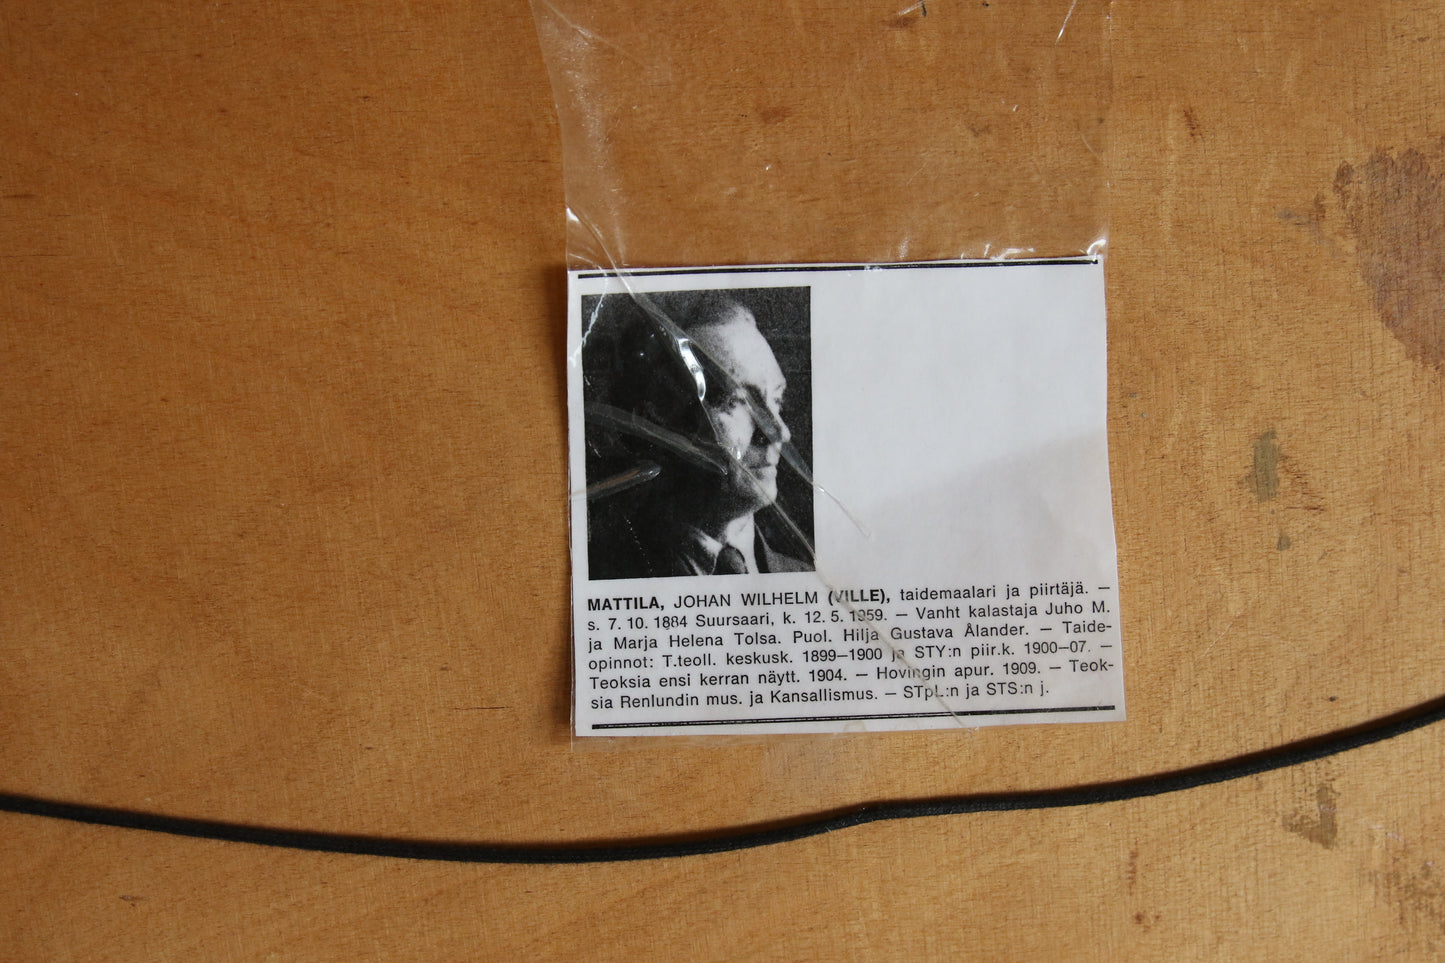 MATTILA, JOHAN WILHELM (VILLE), taidemaalari ja piirtäjä. —
s. 7. 10. 1884 Suursaari, k. 12. 5. 1959. — Vanht kalastaja Juho M.
ja Marja Helena Tolsa. Puol. Hilja Gustava Ålander. — Taide-
opinnot: T.teoll. keskusk. 1899—1900 ja STY:n piir.k. 1900—07. —
Teoksia ensi kerran näytt. 1904. — Hovingin apur. 1909. — Teok-
sia Renlundin mus. ja Kansallismus. — STpL:n ja STS:n j.